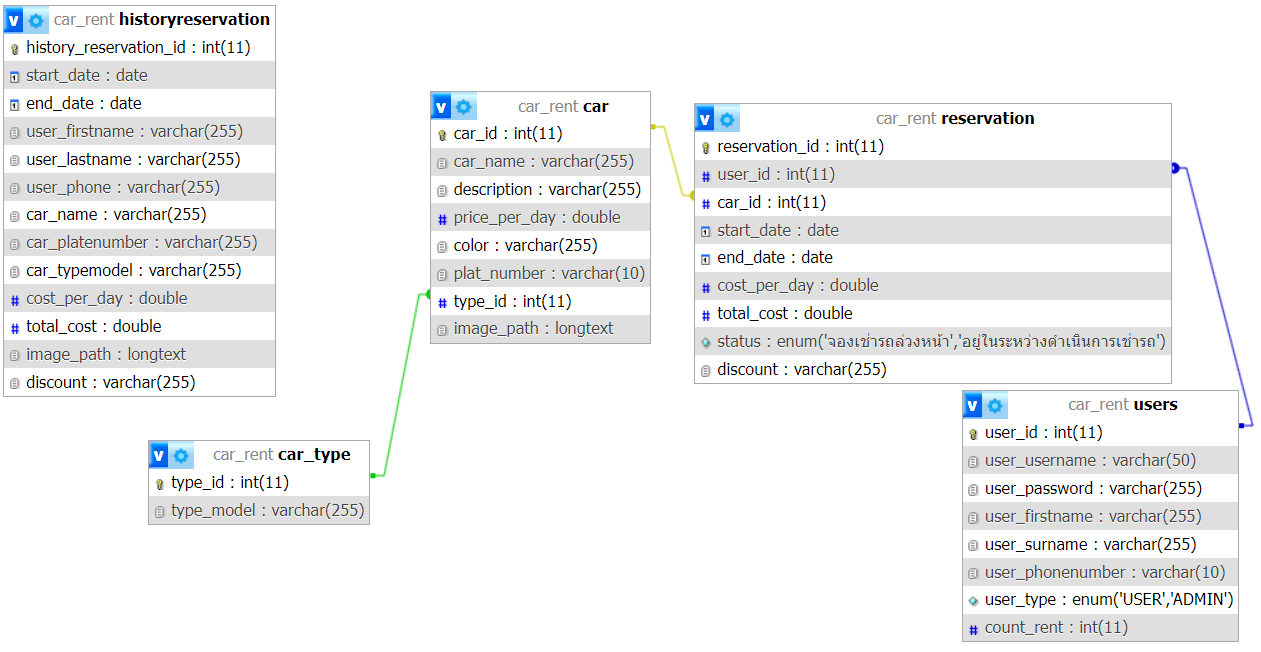 car_rent historyreservation
history_reservation_id : int(11)
start_date : date
end_date : date
user_firstname : varchar(255)
user_lastname : varchar(255)
user_phone : varchar(255)
car_name : varchar(255)
car_platenumber : varchar(255)
car_typemodel : varchar(255)
cost_per_day : double
total_cost : double
image_path : longtext
discount : varchar(255)
car_rent car
car_id : int(11)
car_name : varchar(255)
description : varchar(255)
price_per_day : double
color : varchar(255)
plat_number : varchar(10)
type_id : int(11)
image_path : longtext
car_rent reservation
reservation_id : int(11)
user_id : int(11)
car_id : int(11)
start_date : date
end_date : date
cost_per_day : double
total_cost : double
status : enum('จองเช่ารถล่วงหน้า','อยู่ในระหว่างดำเนินการเช่ารถ')
discount : varchar(255)
car_rent car_type
type_id : int(11)
type_model : varchar(255)
car_rent users
user_id : int(11)
user_username : varchar(50)
user_password : varchar(255)
user_firstname : varchar(255)
user_surname : varchar(255)
user_phonenumber : varchar(10)
user_type : enum('USER','ADMIN')
count_rent : int(11)